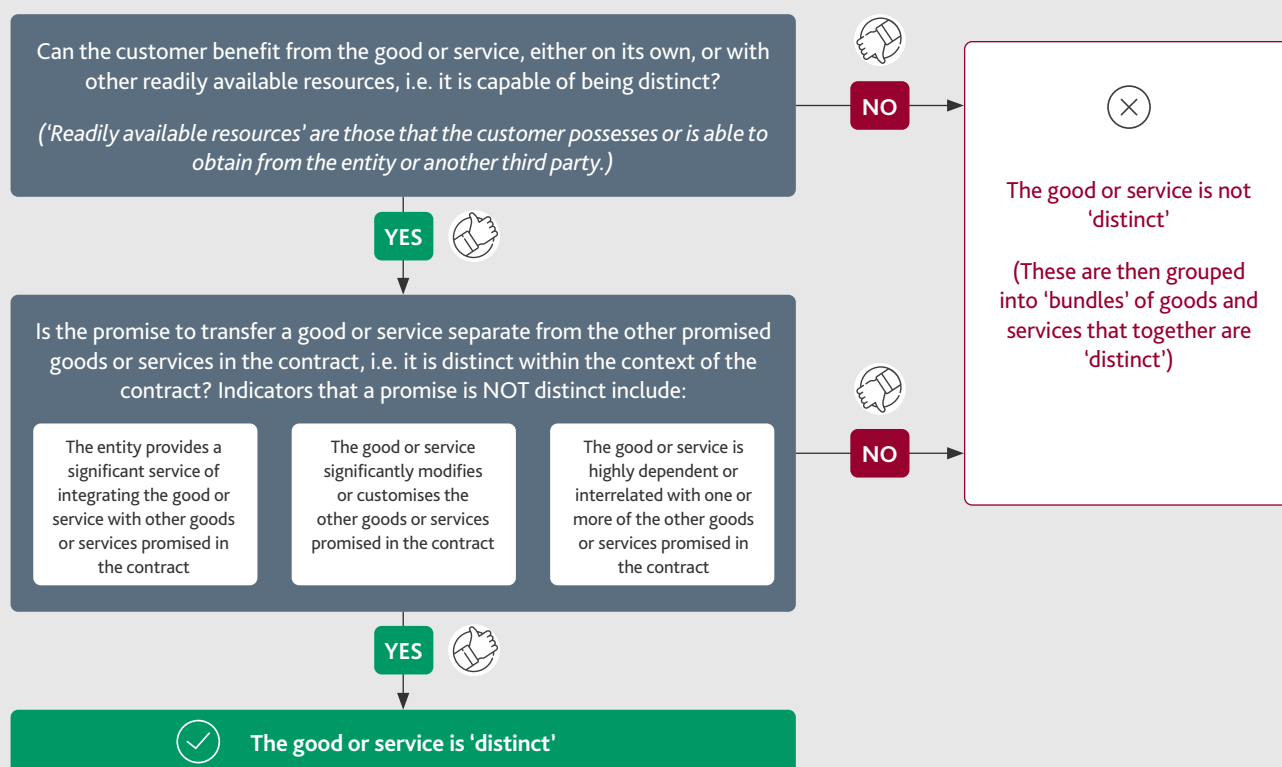 Can the customer benefit from the good or service, either on its own, or with
other readily available resources, i.e. it is capable of being distinct?
(‘Readily available resources’ are those that the customer possesses or is able to
obtain from the entity or another third party.)
NO
The good or service is not
‘distinct’
(These are then grouped
into ‘bundles’ of goods and
services that together are
‘distinct’)
YES
Is the promise to transfer a good or service separate from the other promised
goods or services in the contract, i.e. it is distinct within the context of the
contract? Indicators that a promise is NOT distinct include:
The entity provides a
significant service of
integrating the good or
service with other goods
or services promised in
the contract
The good or service
significantly modifies
or customises the
other goods or services
promised in the contract
The good or service is
highly dependent or
interrelated with one or
more of the other goods
or services promised in
the contract
NO
YES
The good or service is ‘distinct’